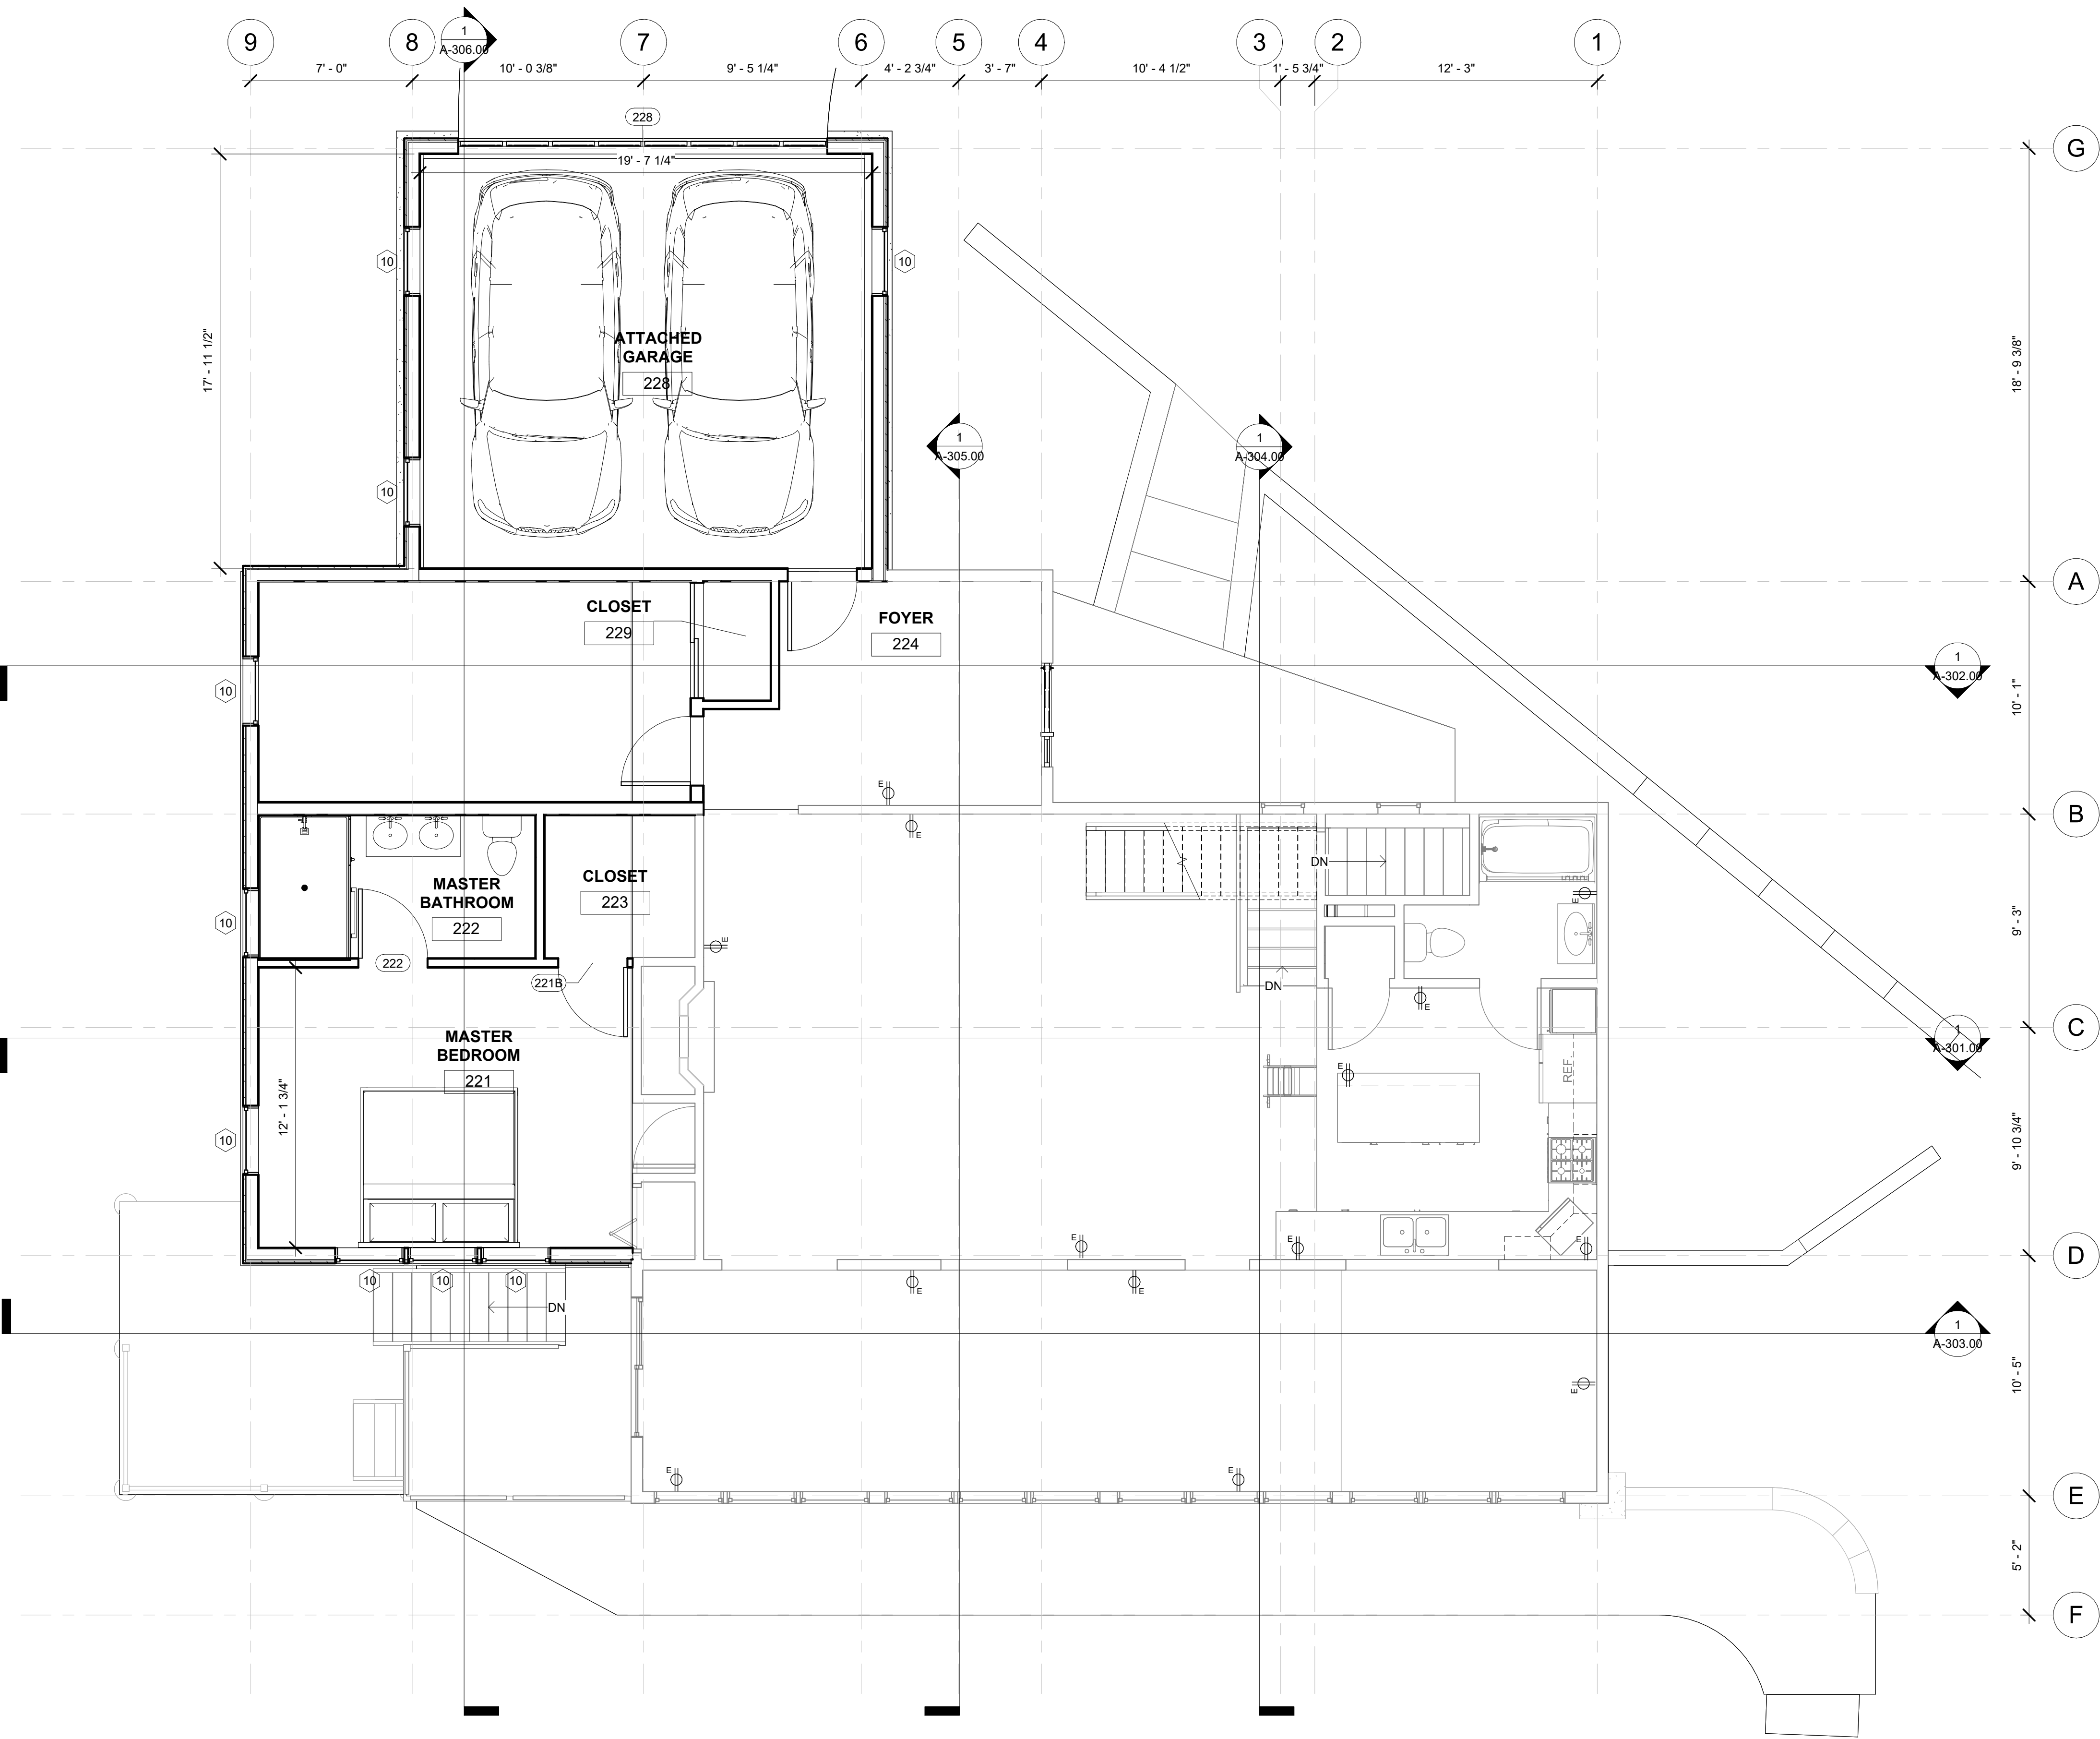 9
8
1
A-306.00
7
6
5
4
3
2
1
7' - 0"
10' - 0 3/8"
9' - 5 1/4"
4' - 2 3/4"
3' - 7"
10' - 4 1/2"
1' - 5 3/4"
12' - 3"
228
G
19' - 7 1/4"
10
10
17' - 11 1/2"
ATTACHED
GARAGE
228
18' - 9 3/8"
1
A-305.00
1
A-304.00
10
A
CLOSET
229
FOYER
224
1
A-302.00
10
10' - 1"
E
B
E
DN
MASTER
BATHROOM
222
CLOSET
223
E
10
9' - 3"
E
222
221B
DN
E
C
1
A-301.00
MASTER
BEDROOM
221
E
REF.
12' - 1 3/4"
10
9' - 10 3/4"
E
E
E
D
10
10
10
E
E
DN
1
A-303.00
10' - 5"
E
E
E
E
5' - 2"
F